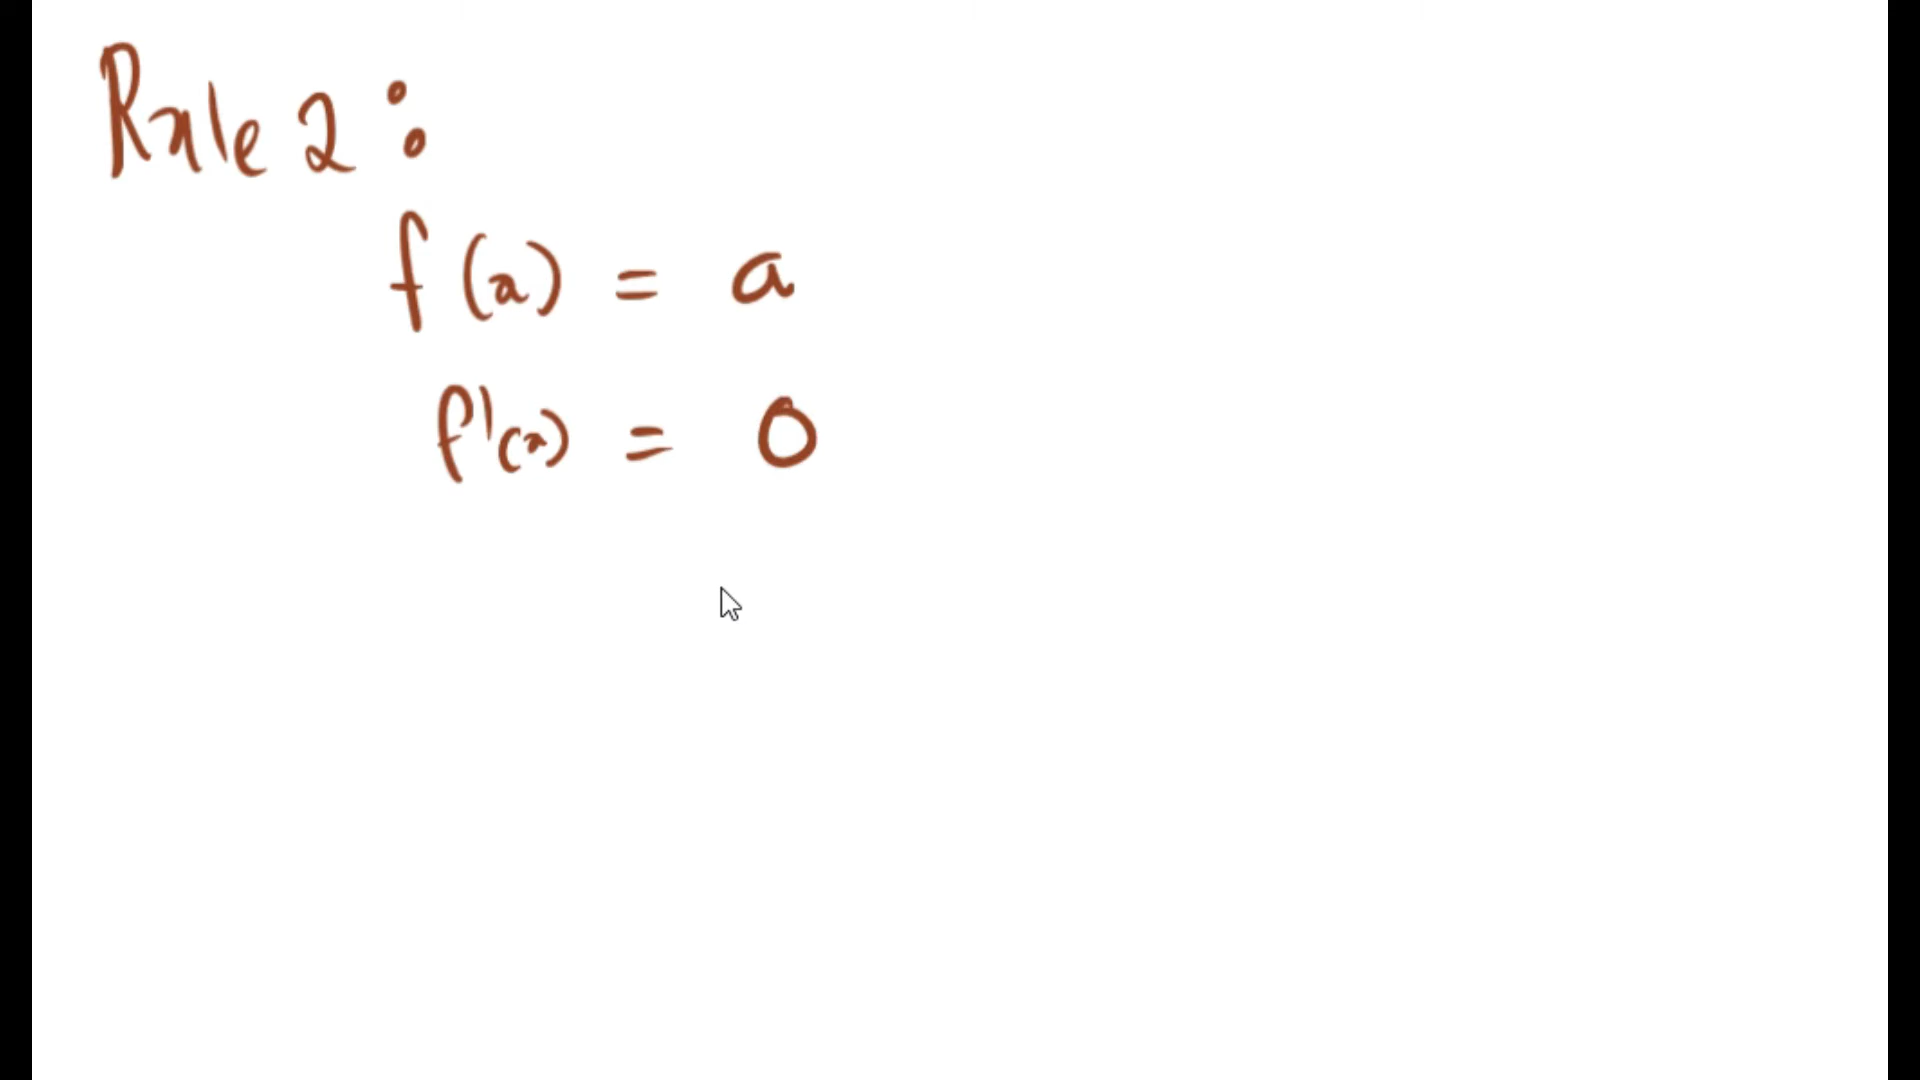 Rule 2 :
f(x) = a
f'(x) = 0